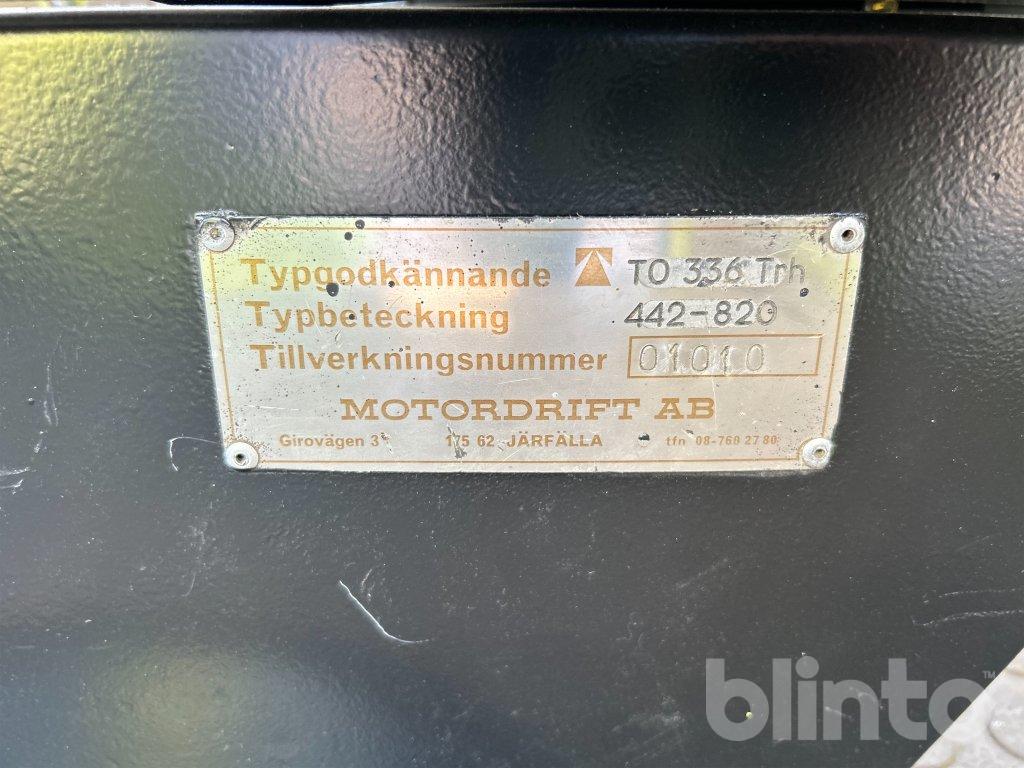 Typgodkännande TO 336 Trh
Typbeteckning 442-820
Tillverkningsnummer 01010
MOTORDRIFT AB
Girovägen 3 175 62 JÄRFÄLLA tfn 08-760 27 80
blinto™